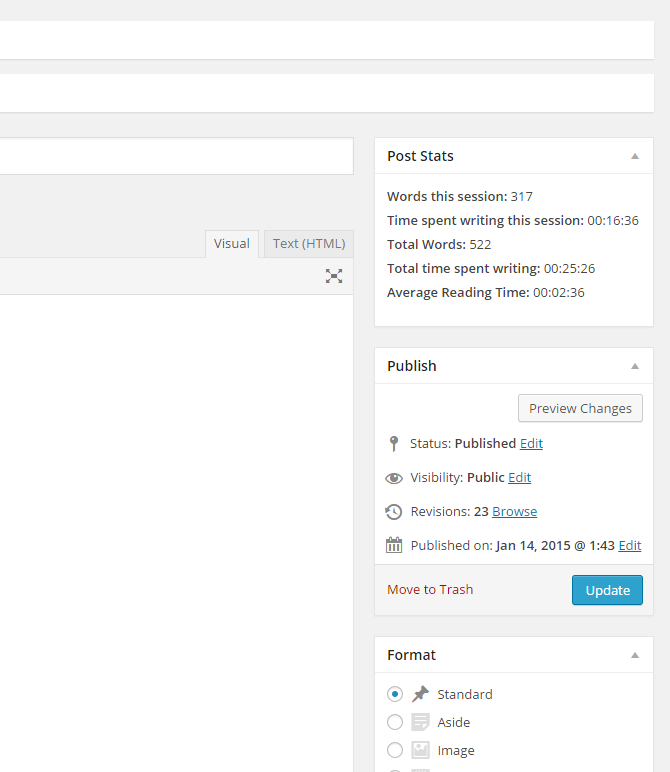 Post Stats
Words this session: 317
Time spent writing this session: 00:16:36
Total Words: 522
Total time spent writing: 00:25:26
Average Reading Time: 00:02:36
Visual
Text (HTML)
Publish
Preview Changes
Status: Published Edit
Visibility: Public Edit
Revisions: 23 Browse
Published on: Jan 14, 2015 @ 1:43 Edit
Move to Trash
Update
Format
Standard
Aside
Image